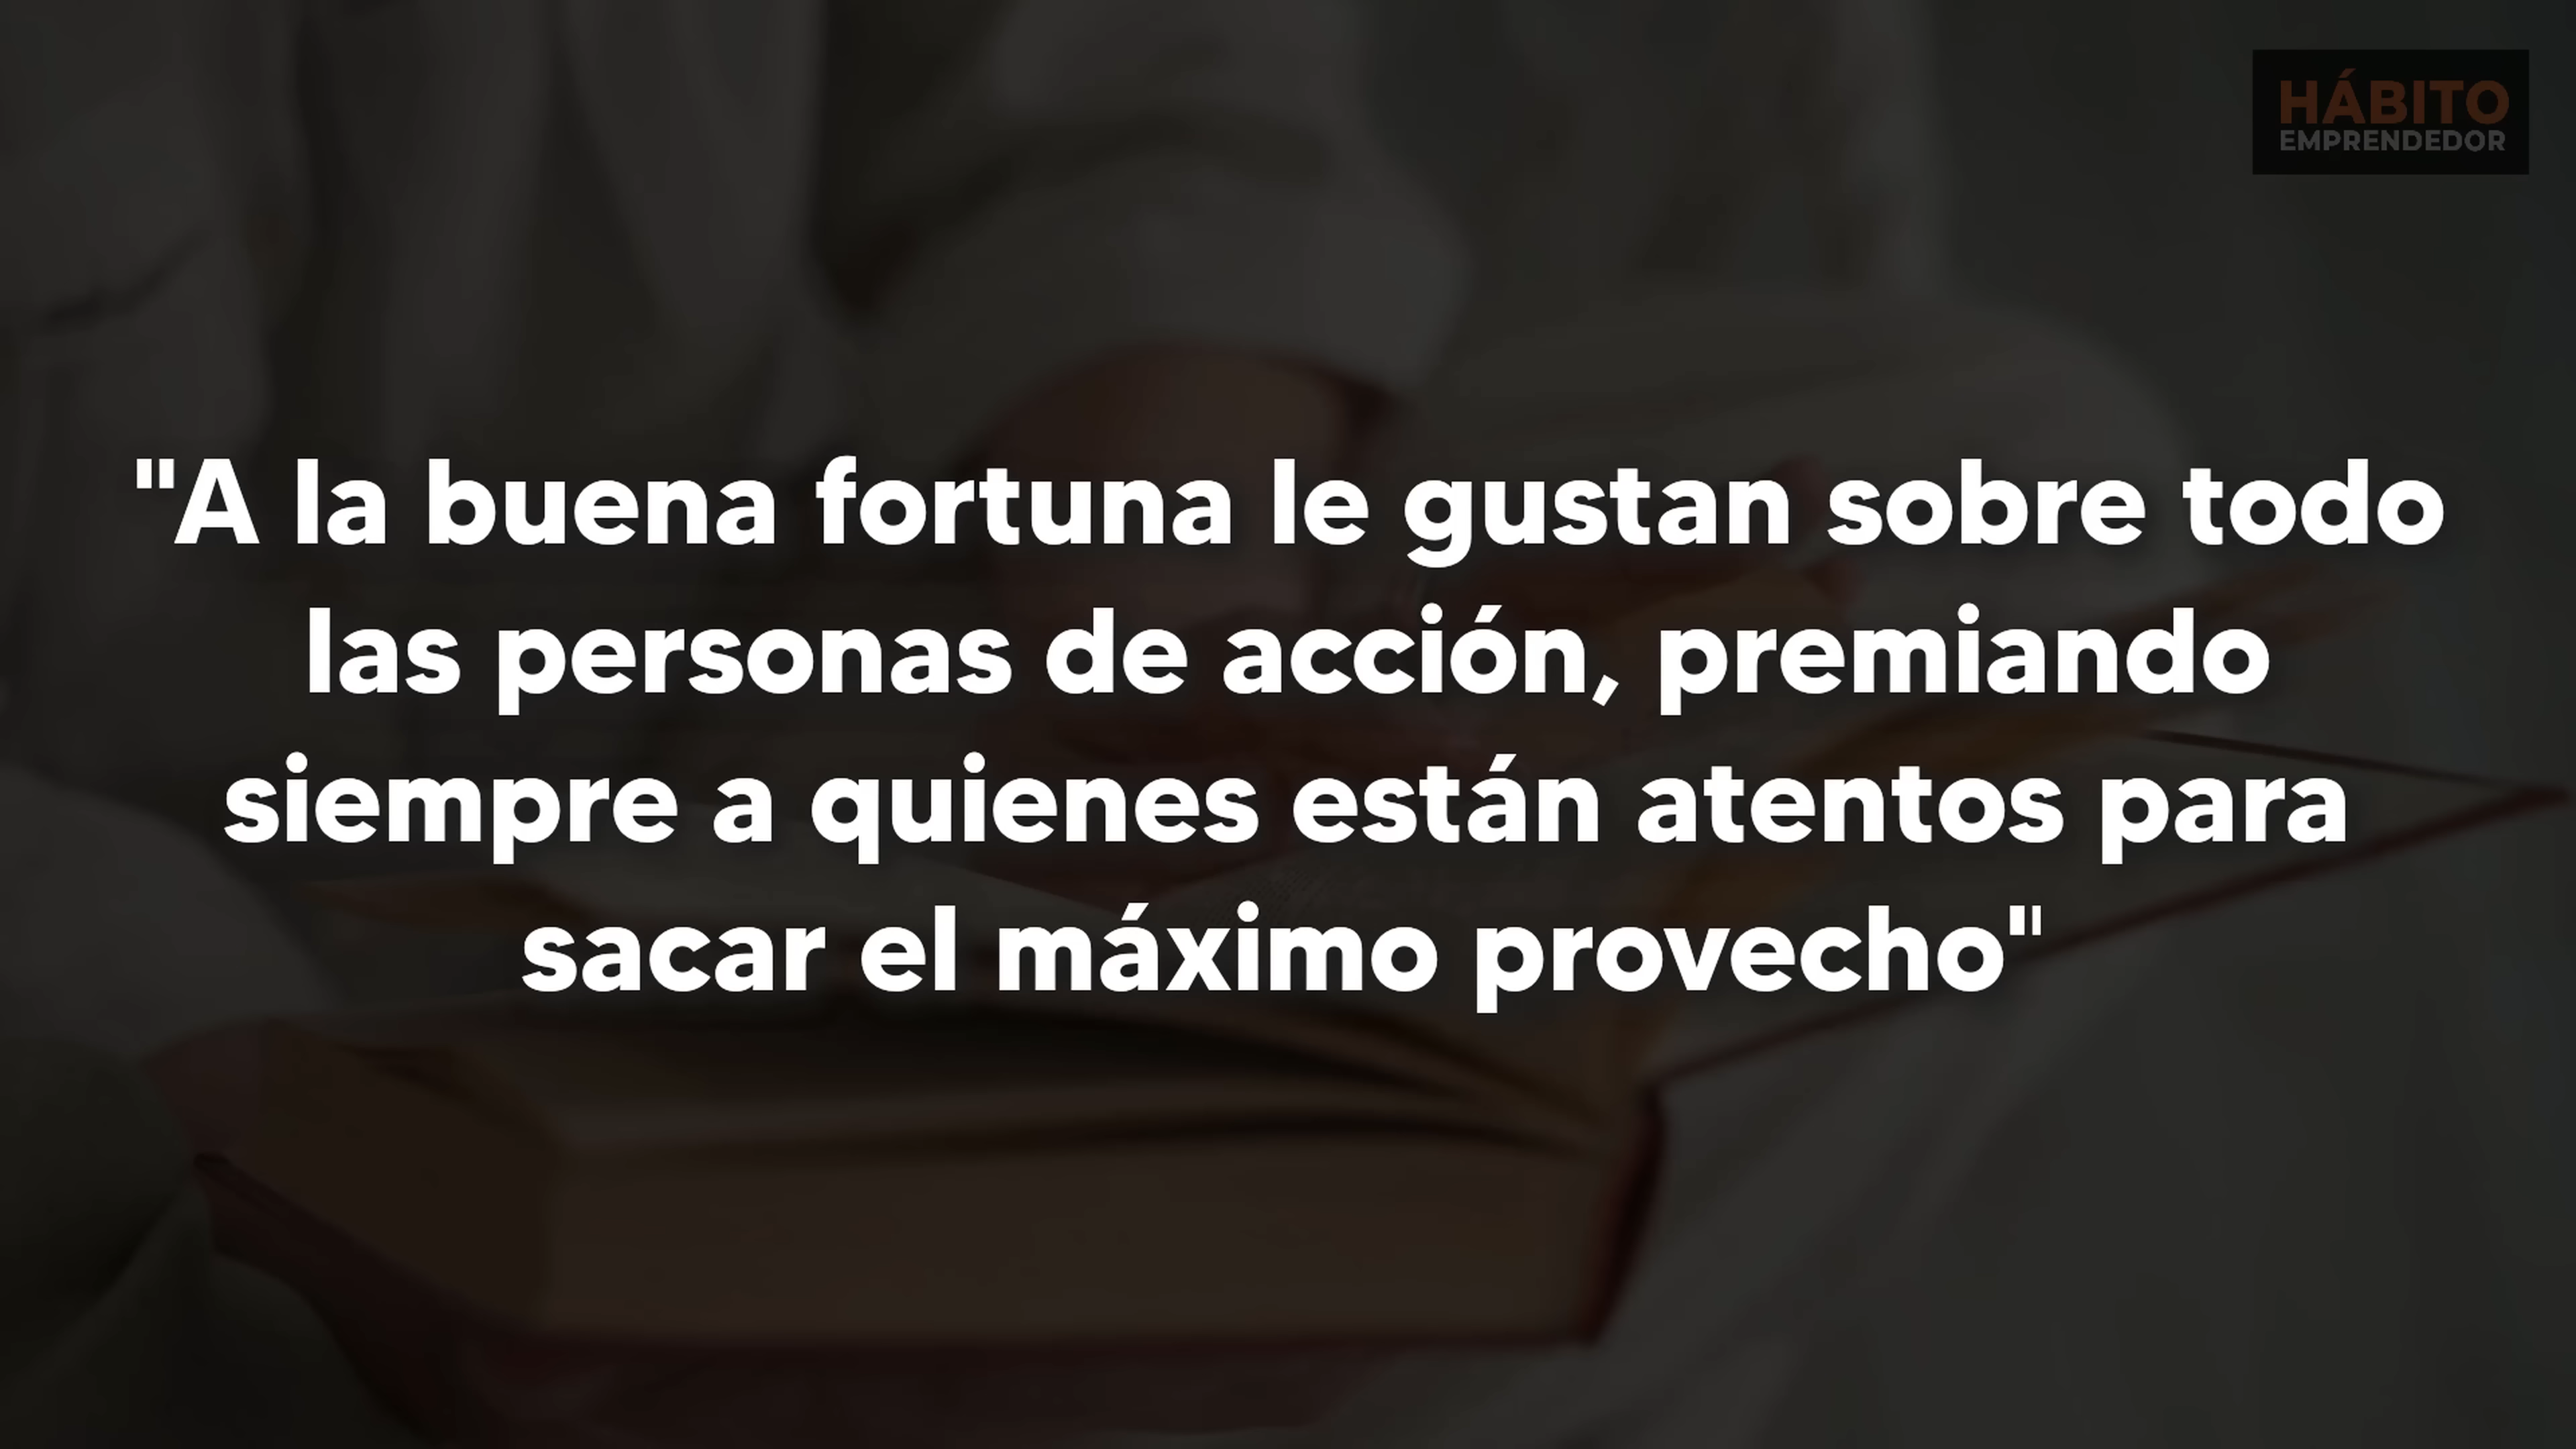 HÁBITO
EMPRENDEDOR
"A la buena fortuna le gustan sobre todo
las personas de acción, premiando
siempre a quienes están atentos para
sacar el máximo provecho"